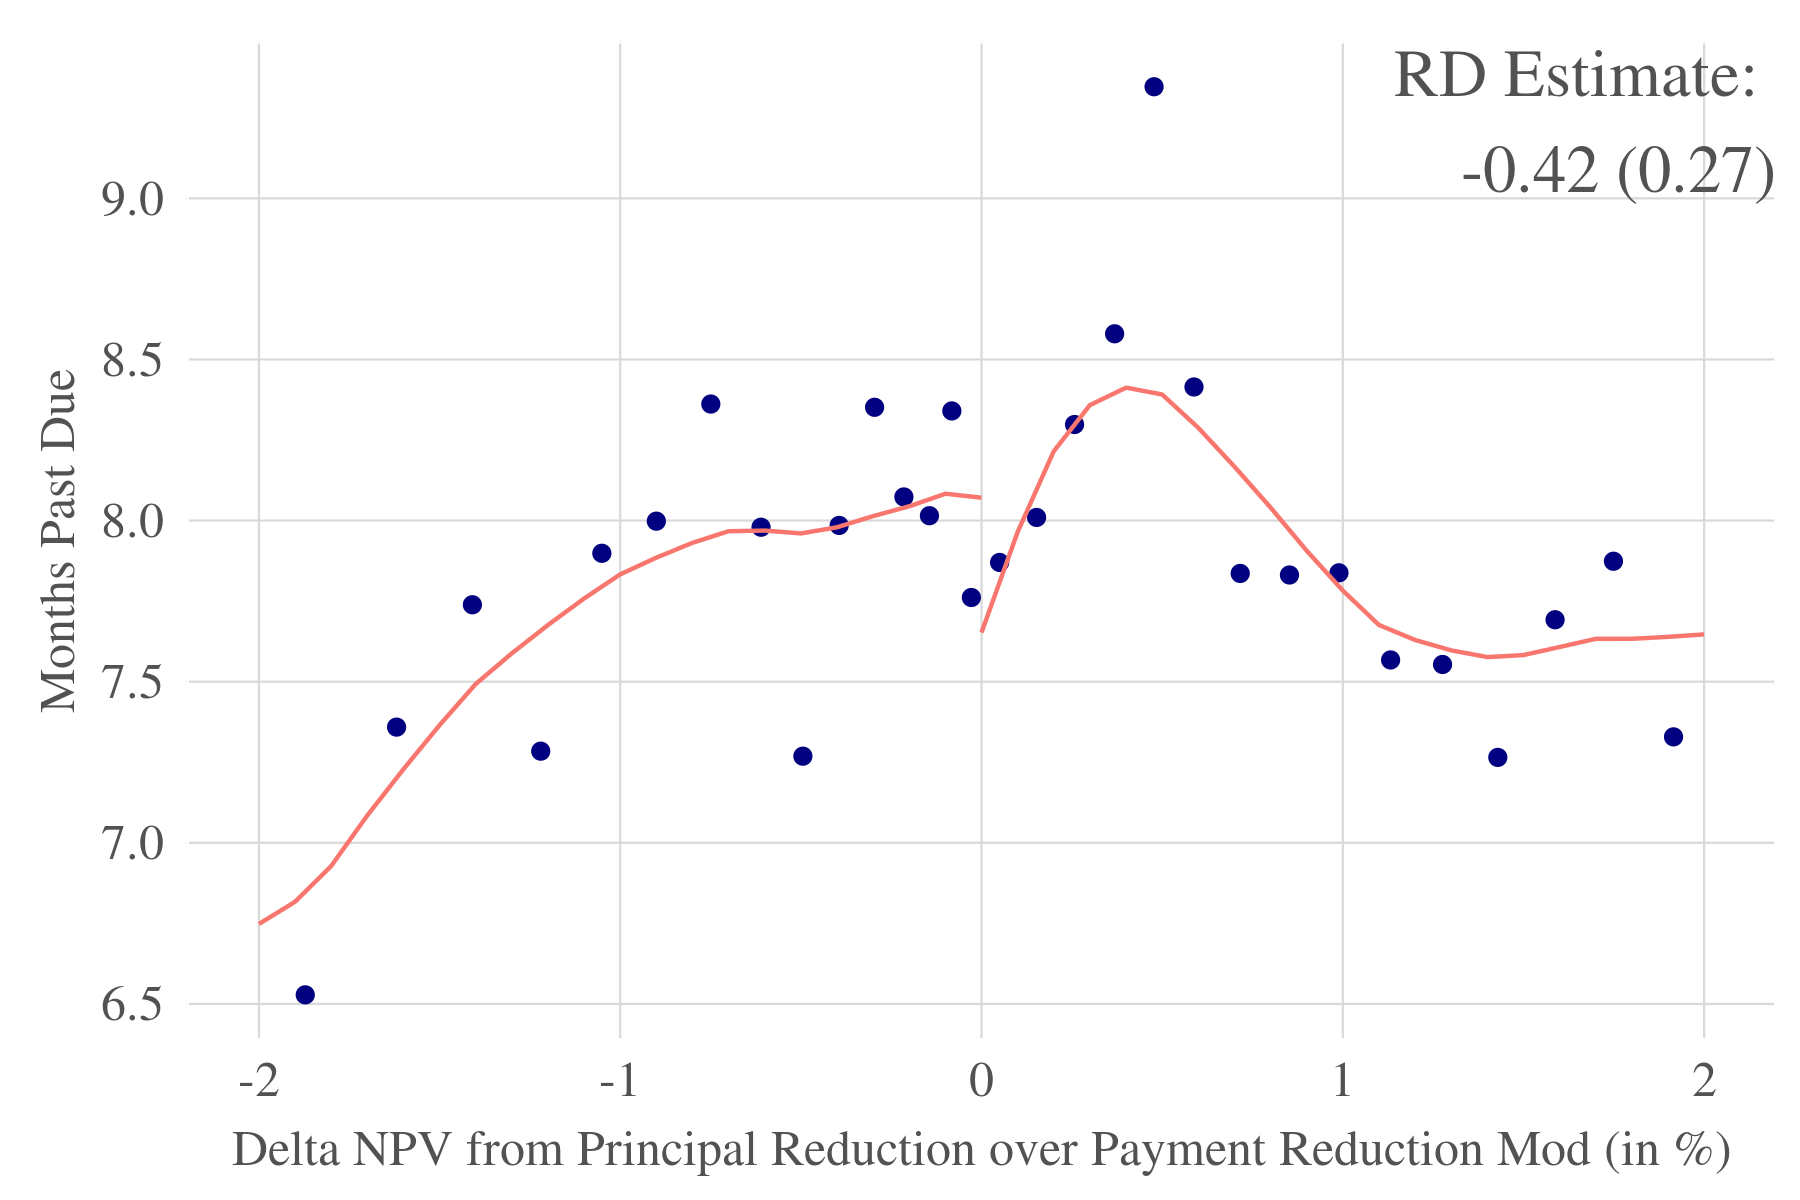 RD Estimate:
-0.42 (0.27)
9.0
8.5
8.0
7.5
7.0
6.5
Months Past Due
-2 -1 0 1 2
Delta NPV from Principal Reduction over Payment Reduction Mod (in %)